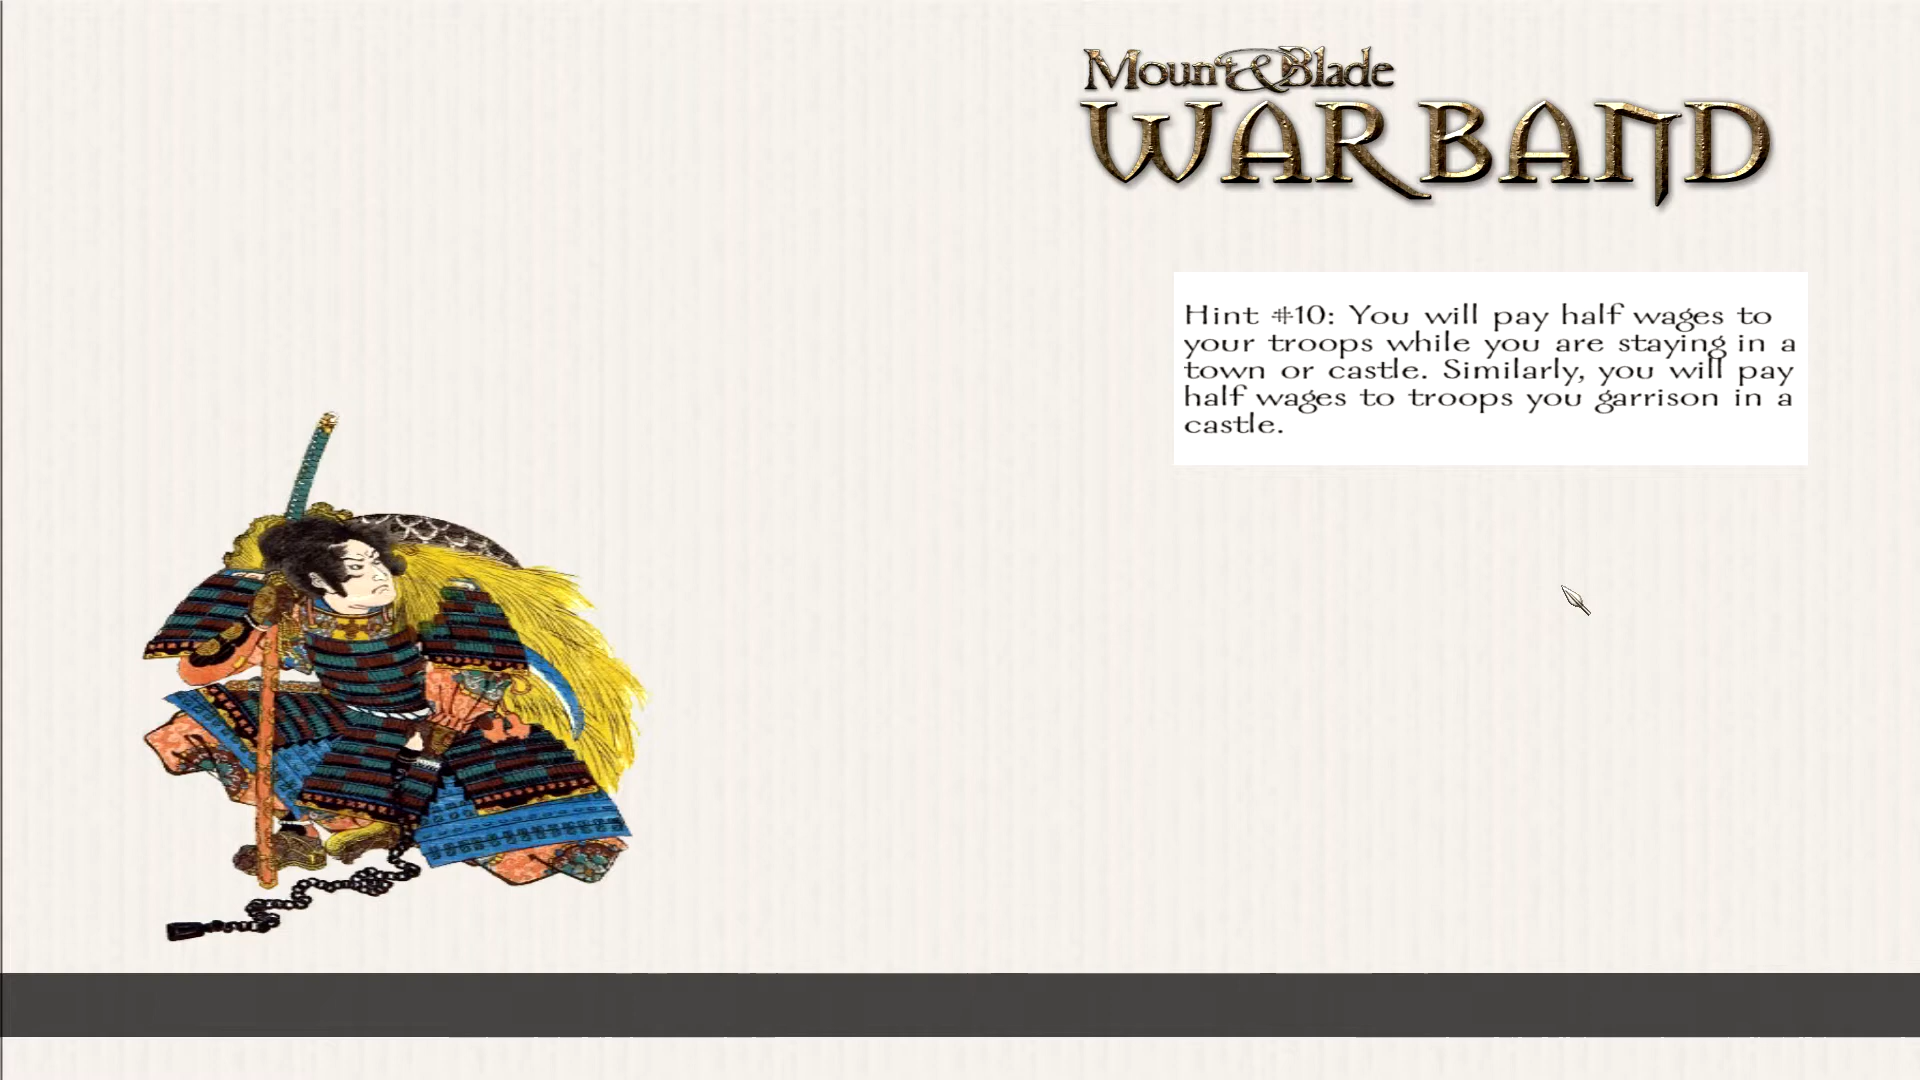 Mount & Blade
WARBAND
Hint #10: You will pay half wages to
your troops while you are staying in a
town or castle. Similarly, you will pay
half wages to troops you garrison in a
castle.